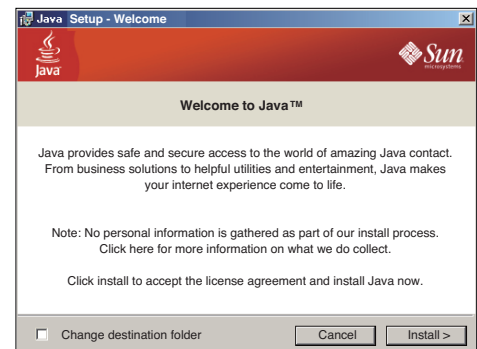 Java Setup - Welcome
Java
Sun
microsystems
Welcome to Java™
Java provides safe and secure access to the world of amazing Java contact.
From business solutions to helpful utilities and entertainment, Java makes
your internet experience come to life.
Note: No personal information is gathered as part of our install process.
Click here for more information on what we do collect.
Click install to accept the license agreement and install Java now.
Change destination folder
Cancel
Install >